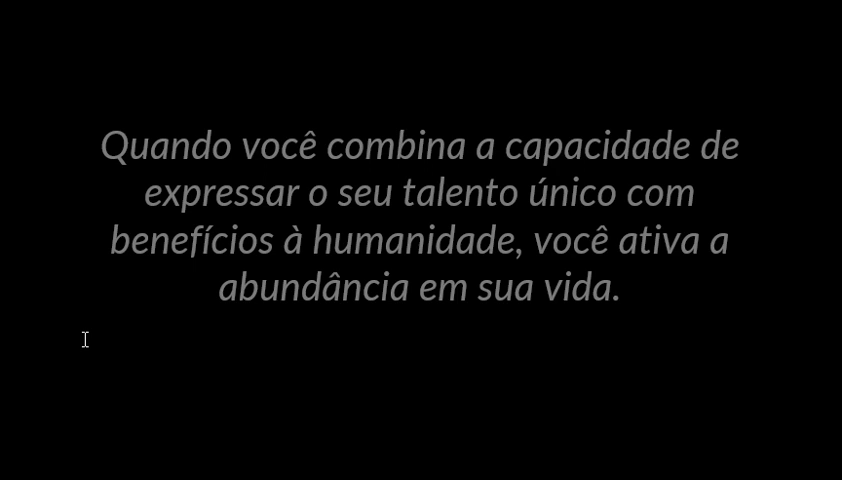 Quando você combina a capacidade de
expressar o seu talento único com
benefícios à humanidade, você ativa a
abundância em sua vida.